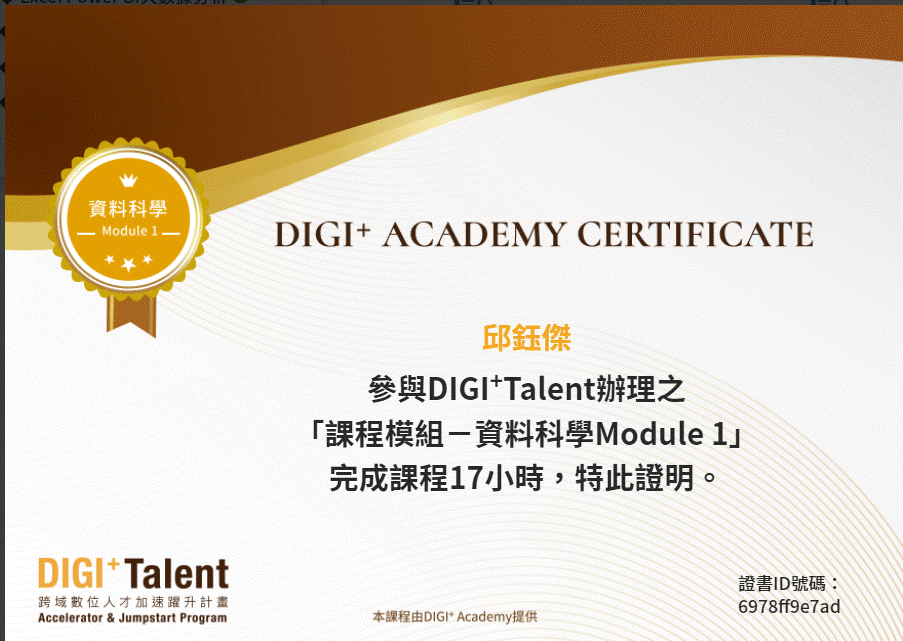 資料科學
Module 1
DIGI⁺ ACADEMY CERTIFICATE
邱鈺傑
參與DIGI⁺Talent辦理之
「課程模組－資料科學Module 1」
完成課程17小時，特此證明。
DIGI⁺Talent
跨域數位人才加速躍升計畫
Accelerator & Jumpstart Program
本課程由DIGI⁺ Academy提供
證書ID號碼：
6978ff9e7ad